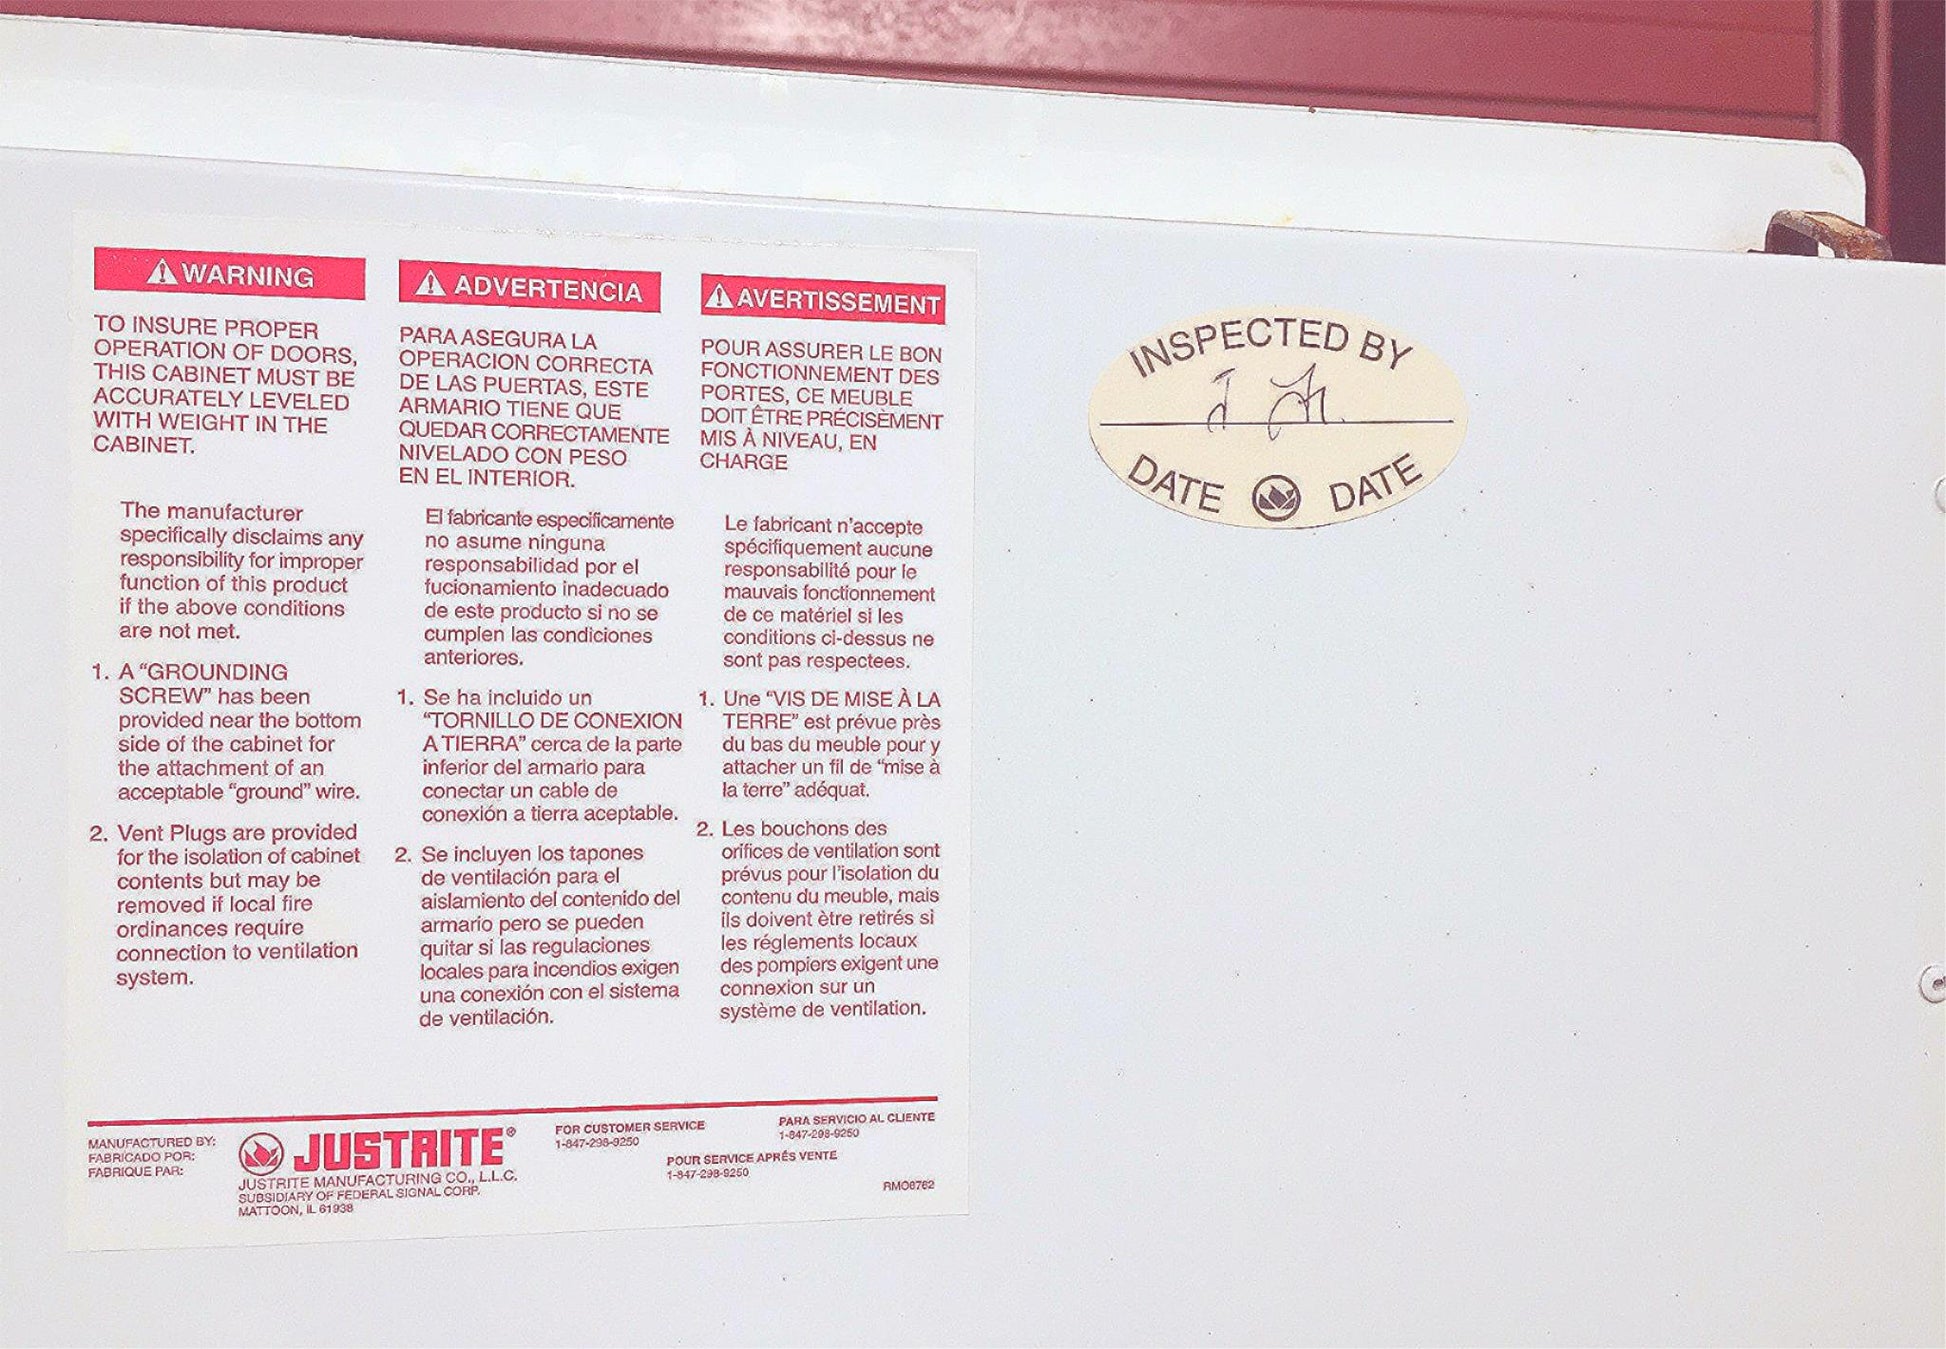 WARNING
TO INSURE PROPER
OPERATION OF DOORS,
THIS CABINET MUST BE
ACCURATELY LEVELED
WITH WEIGHT IN THE
CABINET.
The manufacturer
specifically disclaims any
responsibility for improper
function of this product
if the above conditions
are not met.
1. A “GROUNDING
SCREW” has been
provided near the bottom
side of the cabinet for
the attachment of an
acceptable “ground” wire.
2. Vent Plugs are provided
for the isolation of cabinet
contents but may be
removed if local fire
ordinances require
connection to ventilation
system.
ADVERTENCIA
PARA ASEGURA LA
OPERACION CORRECTA
DE LAS PUERTAS, ESTE
ARMARIO TIENE QUE
QUEDAR CORRECTAMENTE
NIVELADO CON PESO
EN EL INTERIOR.
El fabricante especificamente
no asume ninguna
responsabilidad por el
fucionamiento inadecuado
de este producto si no se
cumplen las condiciones
anteriores.
1. Se ha incluido un
“TORNILLO DE CONEXION
A TIERRA” cerca de la parte
inferior del armario para
conectar un cable de
conexión a tierra aceptable.
2. Se incluyen los tapones
de ventilación para el
aislamiento del contenido del
armario pero se pueden
quitar si las regulaciones
locales para incendios exigen
una conexión con el sistema
de ventilación.
AVERTISSEMENT
POUR ASSURER LE BON
FONCTIONNEMENT DES
PORTES, CE MEUBLE
DOIT ÊTRE PRÉCISÈMENT
MIS À NIVEAU, EN
CHARGE
Le fabricant n’accepte
spécifiquement aucune
responsabilité pour le
mauvais fonctionnement
de ce matériel si les
conditions ci-dessus ne
sont pas respectees.
1. Une “VIS DE MISE À LA
TERRE” est prévue près
du bas du meuble pour y
attacher un fil de “mise à
la terre” adéquat.
2. Les bouchons des
orifices de ventilation sont
prévus pour l’isolation du
contenu du meuble, mais
ils doivent ètre retirés si
les réglements locaux
des pompiers exigent une
connexion sur un
système de ventilation.
MANUFACTURED BY:
FABRICADO POR:
FABRIQUE PAR:
JUSTRITE®
JUSTRITE MANUFACTURING CO., L.L.C.
SUBSIDIARY OF FEDERAL SIGNAL CORP.
MATTOON, IL 61938
FOR CUSTOMER SERVICE
1-847-298-9250
PARA SERVICIO AL CLIENTE
1-847-298-9250
POUR SERVICE APRÉS VENTE
1-847-298-9250
RM08762
INSPECTED BY
DATE DATE